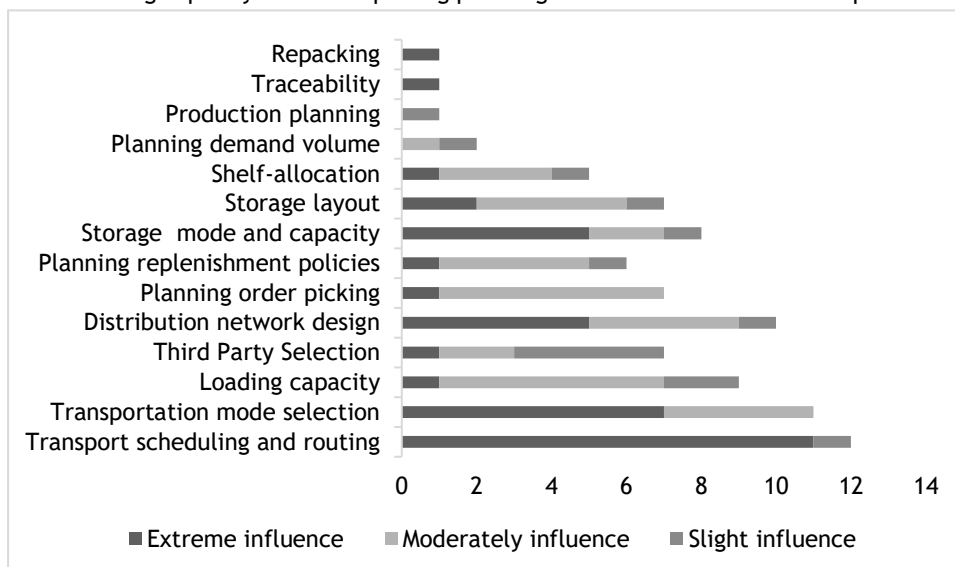 Repacking
Traceability
Production planning
Planning demand volume
Shelf-allocation
Storage layout
Storage mode and capacity
Planning replenishment policies
Planning order picking
Distribution network design
Third Party Selection
Loading capacity
Transportation mode selection
Transport scheduling and routing
0 2 4 6 8 10 12 14
Extreme influence Moderately influence Slight influence